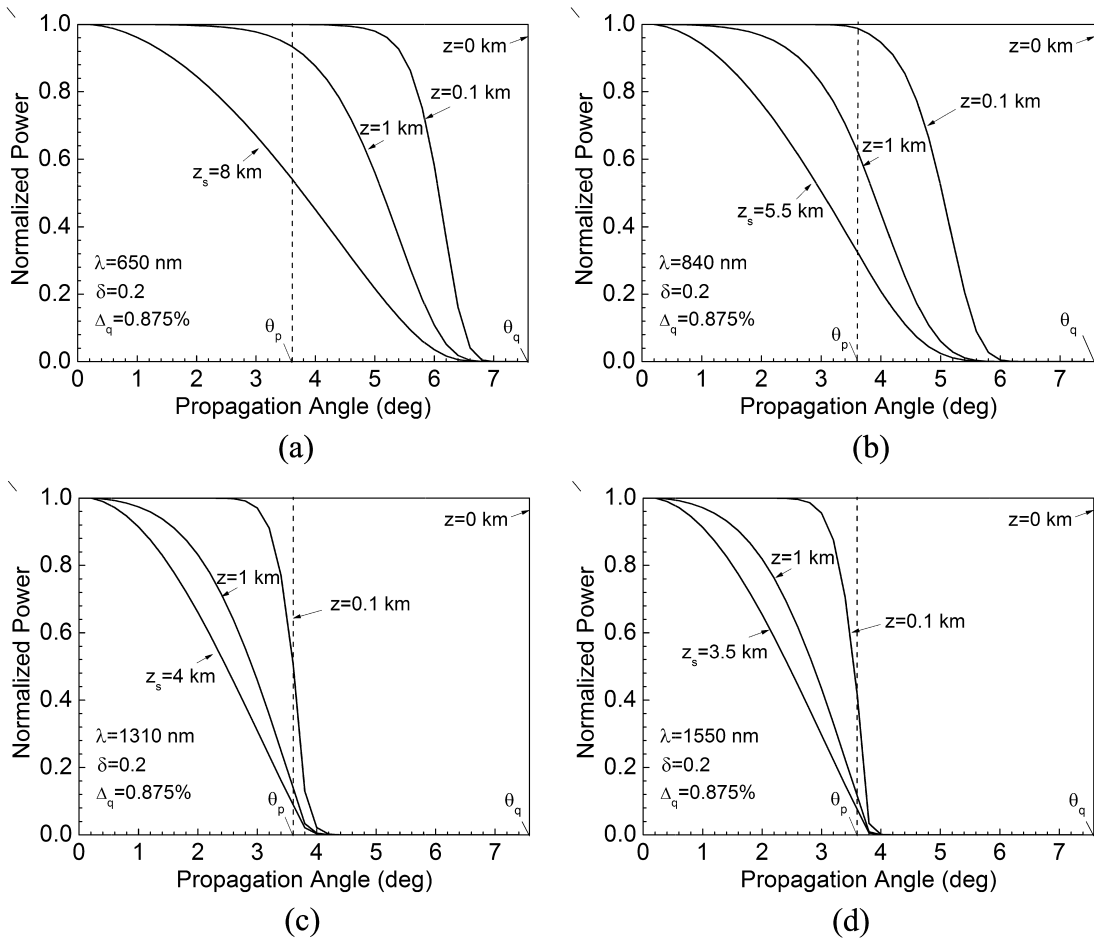 1.0
0.8
0.6
0.4
0.2
0.0
Normalized Power
z=0 km
z=0.1 km
z=1 km
zₛ=8 km
λ=650 nm
δ=0.2
Δ_q=0.875%
θₚ
θ_q
0 1 2 3 4 5 6 7
Propagation Angle (deg)
(a)
1.0
0.8
0.6
0.4
0.2
0.0
Normalized Power
z=0 km
z=0.1 km
z=1 km
zₛ=5.5 km
λ=840 nm
δ=0.2
Δ_q=0.875%
θₚ
θ_q
0 1 2 3 4 5 6 7
Propagation Angle (deg)
(b)
1.0
0.8
0.6
0.4
0.2
0.0
Normalized Power
z=0 km
z=1 km
z=0.1 km
zₛ=4 km
λ=1310 nm
δ=0.2
Δ_q=0.875%
θₚ
θ_q
0 1 2 3 4 5 6 7
Propagation Angle (deg)
(c)
1.0
0.8
0.6
0.4
0.2
0.0
Normalized Power
z=0 km
z=1 km
z=0.1 km
zₛ=3.5 km
λ=1550 nm
δ=0.2
Δ_q=0.875%
θₚ
θ_q
0 1 2 3 4 5 6 7
Propagation Angle (deg)
(d)